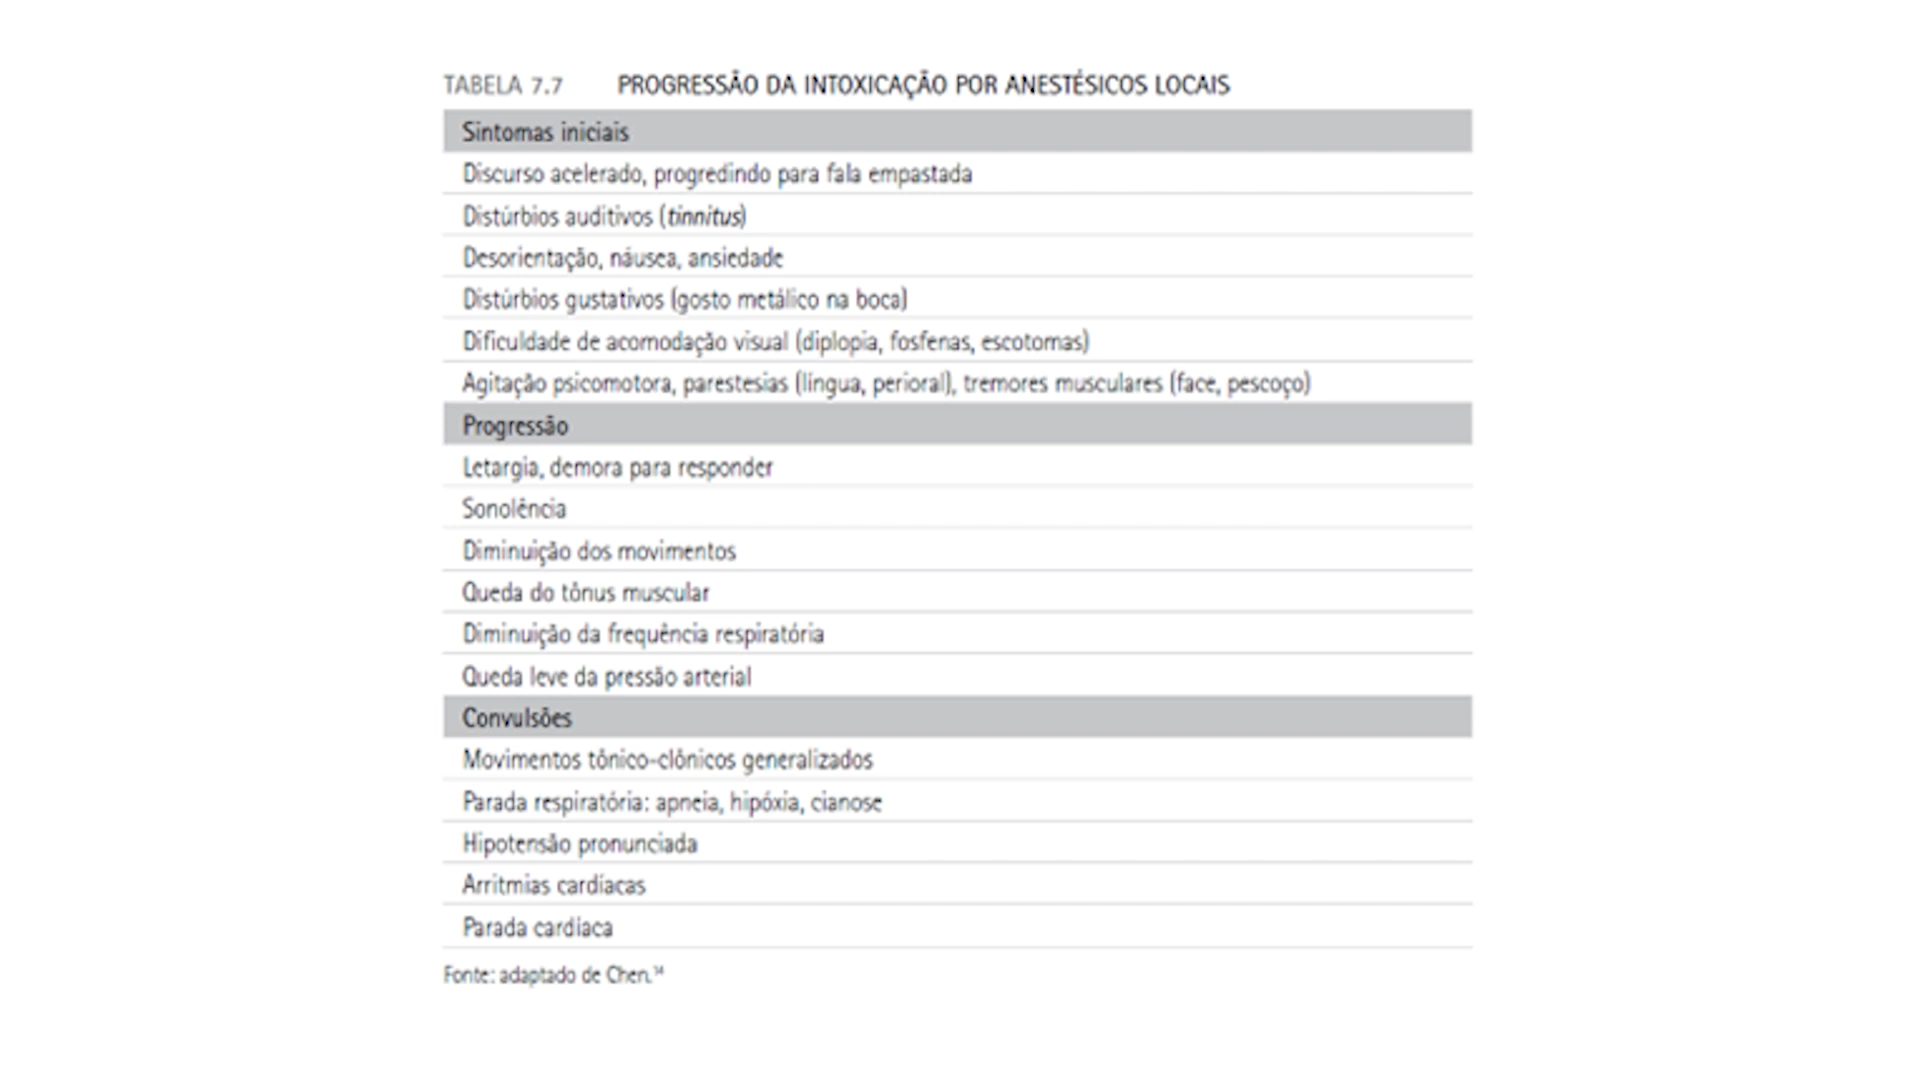 TABELA 7.7 PROGRESSÃO DA INTOXICAÇÃO POR ANESTÉSICOS LOCAIS
Sintomas iniciais
Discurso acelerado, progredindo para fala empastada
Distúrbios auditivos (tinnitus)
Desorientação, náusea, ansiedade
Distúrbios gustativos (gosto metálico na boca)
Dificuldade de acomodação visual (diplopia, fosfenas, escotomas)
Agitação psicomotora, parestesias (língua, perioral), tremores musculares (face, pescoço)
Progressão
Letargia, demora para responder
Sonolência
Diminuição dos movimentos
Queda do tônus muscular
Diminuição da frequência respiratória
Queda leve da pressão arterial
Convulsões
Movimentos tônico-clônicos generalizados
Parada respiratória: apneia, hipóxia, cianose
Hipotensão pronunciada
Arritmias cardíacas
Parada cardíaca
Fonte: adaptado de Chen.¹⁴